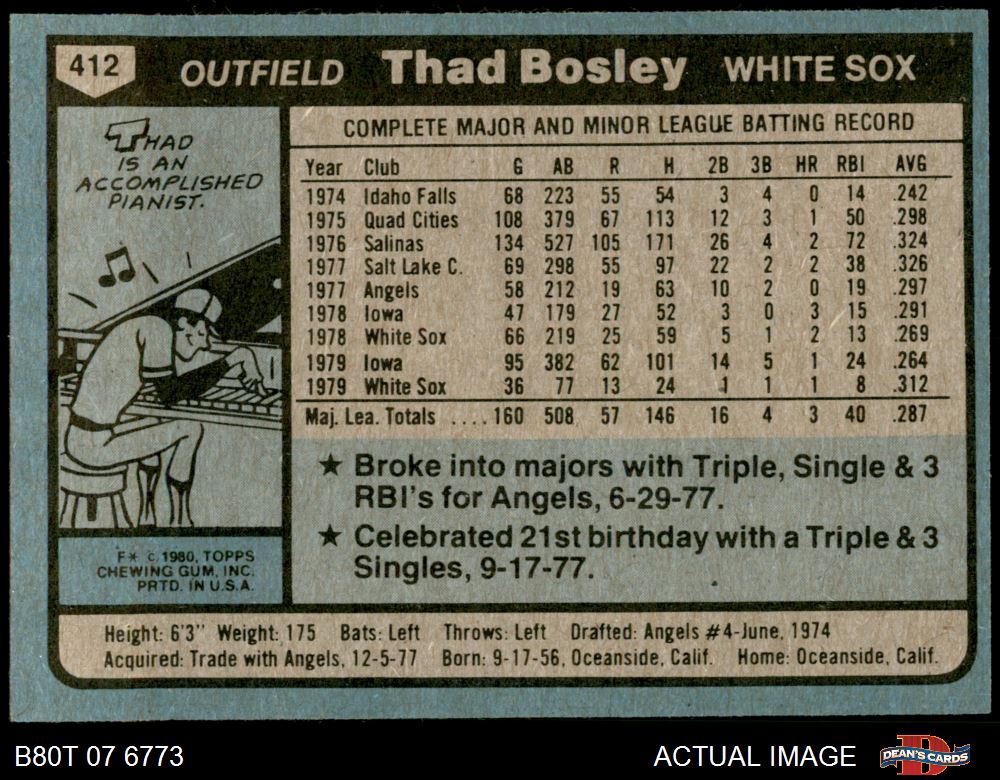 412 OUTFIELD Thad Bosley WHITE SOX
THAD
IS AN
ACCOMPLISHED
PIANIST.
COMPLETE MAJOR AND MINOR LEAGUE BATTING RECORD
Year Club G AB R H 2B 3B HR RBI AVG
1974 Idaho Falls 68 223 55 54 3 4 0 14 .242
1975 Quad Cities 108 379 67 113 12 3 1 50 .298
1976 Salinas 134 527 105 171 26 4 2 72 .324
1977 Salt Lake C. 69 298 55 97 22 2 2 38 .326
1977 Angels 58 212 19 63 10 2 0 19 .297
1978 Iowa 47 179 27 52 3 0 3 15 .291
1978 White Sox 66 219 25 59 5 1 2 13 .269
1979 Iowa 95 382 62 101 14 5 1 24 .264
1979 White Sox 36 77 13 24 1 1 1 8 .312
Maj. Lea. Totals .... 160 508 57 146 16 4 3 40 .287
★ Broke into majors with Triple, Single & 3
RBI's for Angels, 6-29-77.
★ Celebrated 21st birthday with a Triple & 3
Singles, 9-17-77.
F* c. 1980, TOPPS
CHEWING GUM, INC.
PRTD. IN U.S.A.
Height: 6'3" Weight: 175 Bats: Left Throws: Left Drafted: Angels #4-June, 1974
Acquired: Trade with Angels, 12-5-77 Born: 9-17-56, Oceanside, Calif. Home: Oceanside, Calif.
B80T 07 6773 ACTUAL IMAGE DEAN'S CARDS